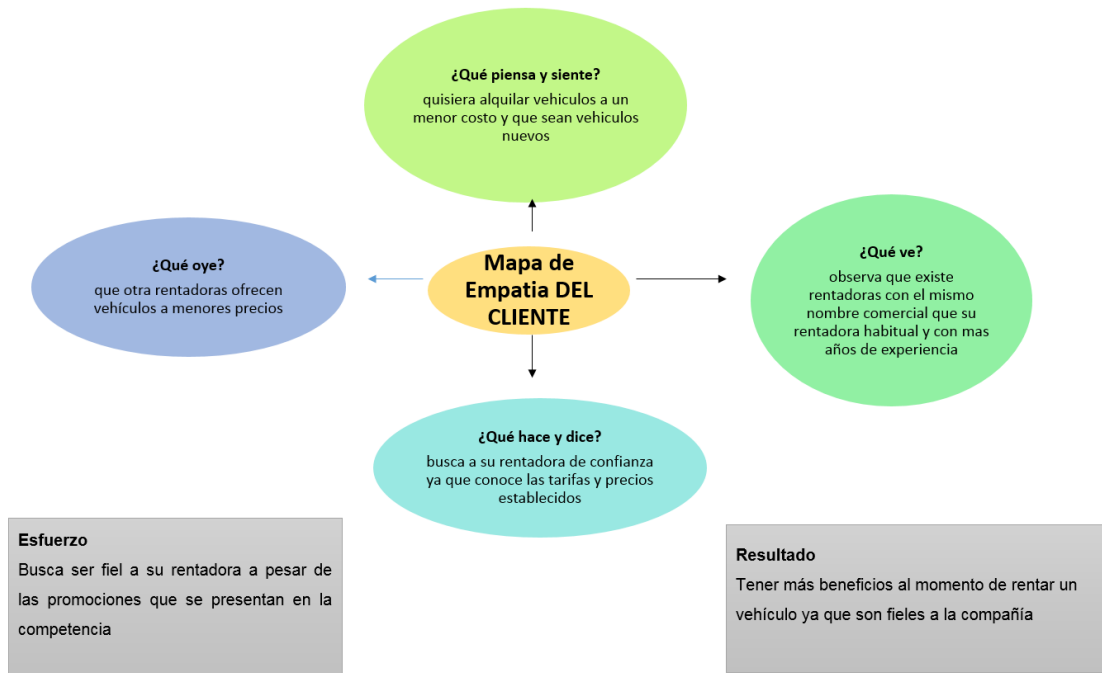 ¿Qué piensa y siente?
quisiera alquilar vehiculos a un
menor costo y que sean vehiculos
nuevos
¿Qué oye?
que otra rentadoras ofrecen
vehículos a menores precios
Mapa de
Empatia DEL
CLIENTE
¿Qué ve?
observa que existe
rentadoras con el mismo
nombre comercial que su
rentadora habitual y con mas
años de experiencia
¿Qué hace y dice?
busca a su rentadora de confianza
ya que conoce las tarifas y precios
establecidos
Esfuerzo
Busca ser fiel a su rentadora a pesar de
las promociones que se presentan en la
competencia
Resultado
Tener más beneficios al momento de rentar un
vehículo ya que son fieles a la compañía